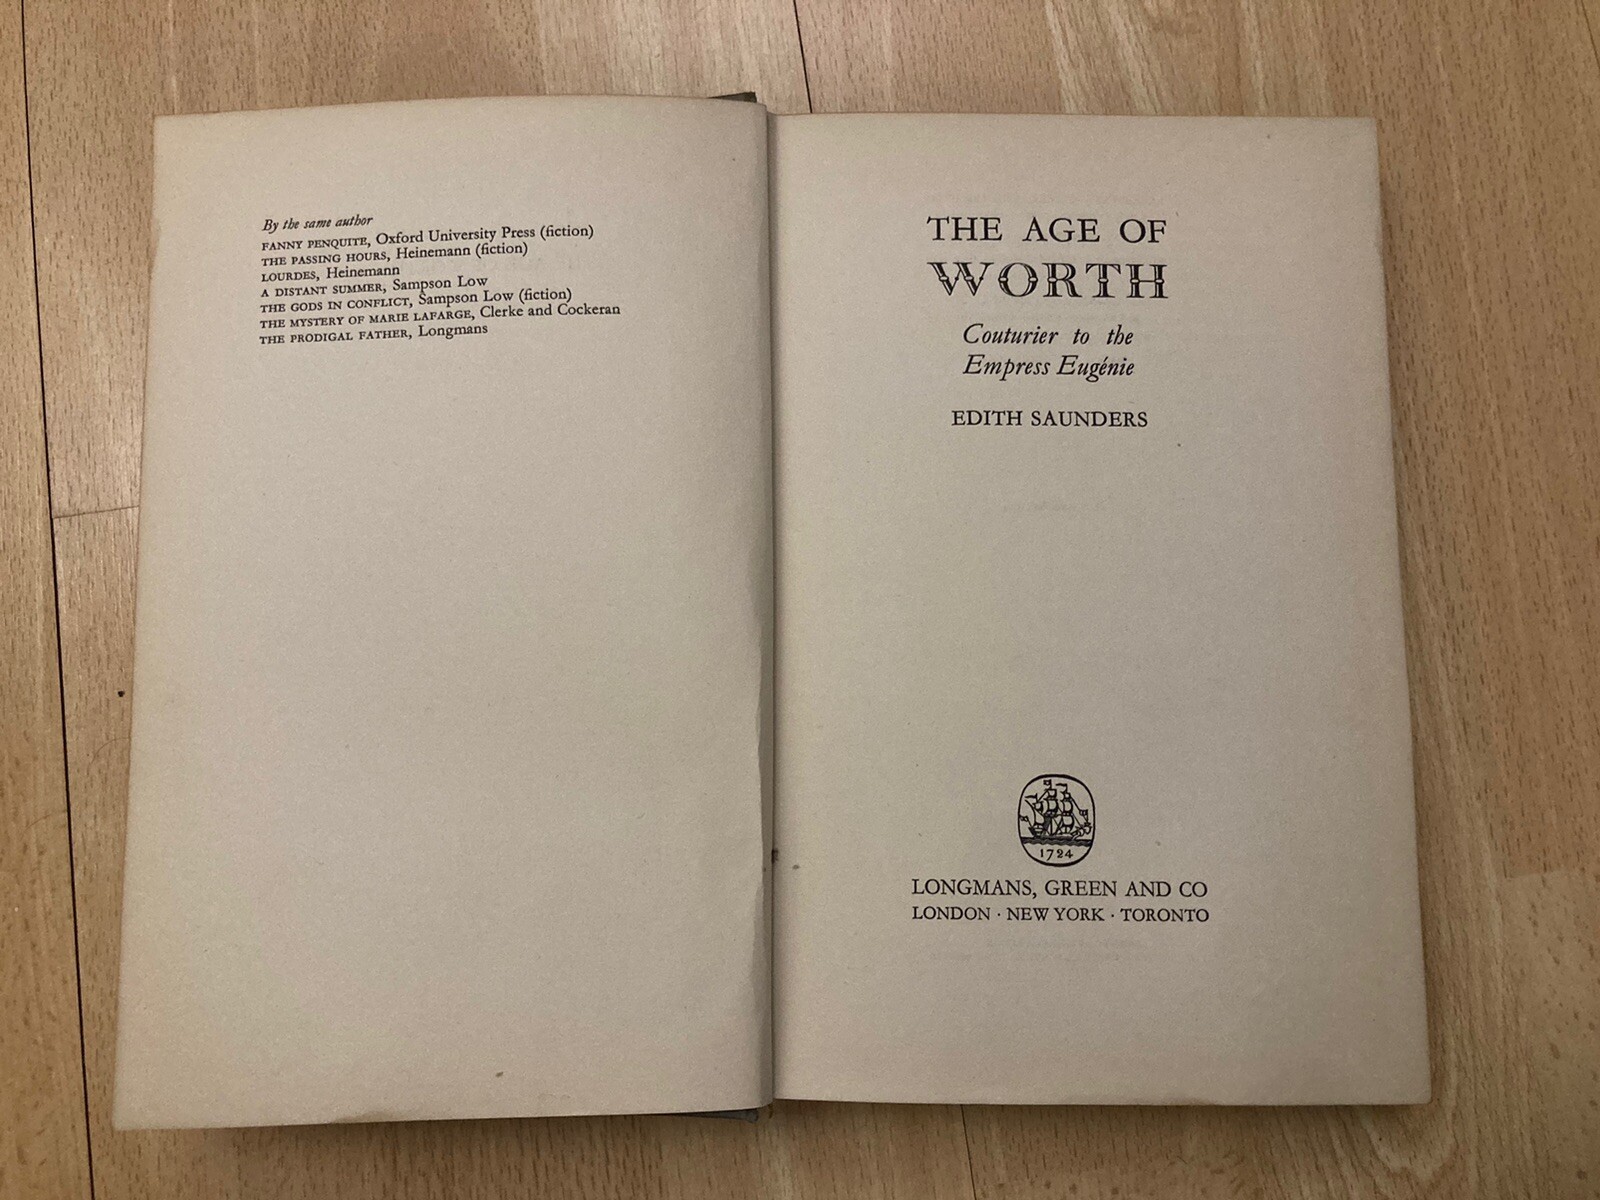 By the same author
FANNY PENQUITE, Oxford University Press (fiction)
THE PASSING HOURS, Heinemann (fiction)
LOURDES, Heinemann
A DISTANT SUMMER, Sampson Low
THE GODS IN CONFLICT, Sampson Low (fiction)
THE MYSTERY OF MARIE LAFARGE, Clerke and Cockeran
THE PRODIGAL FATHER, Longmans
THE AGE OF
WORTH
Couturier to the
Empress Eugénie
EDITH SAUNDERS
1724
LONGMANS, GREEN AND CO
LONDON · NEW YORK · TORONTO